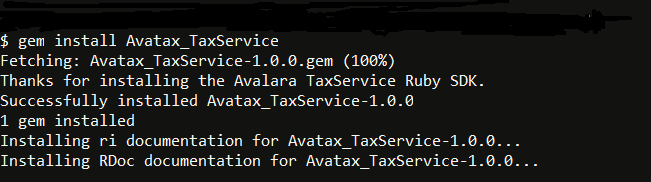 $ gem install Avatax_TaxService
Fetching: Avatax_TaxService-1.0.0.gem (100%)
Thanks for installing the Avalara TaxService Ruby SDK.
Successfully installed Avatax_TaxService-1.0.0
1 gem installed
Installing ri documentation for Avatax_TaxService-1.0.0...
Installing RDoc documentation for Avatax_TaxService-1.0.0...